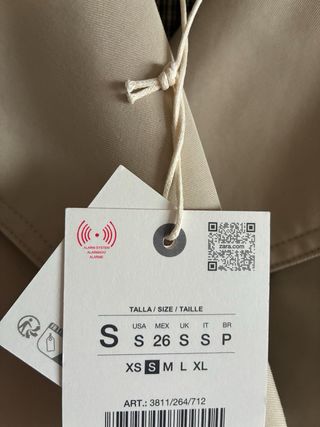 ALARM SYSTEM
ALARMADO
ALARME
zara.com
TALLA / SIZE / TAILLE
USA MEX UK IT BR
S S 26 S S P
XS S M L XL
ART.: 3811/264/712